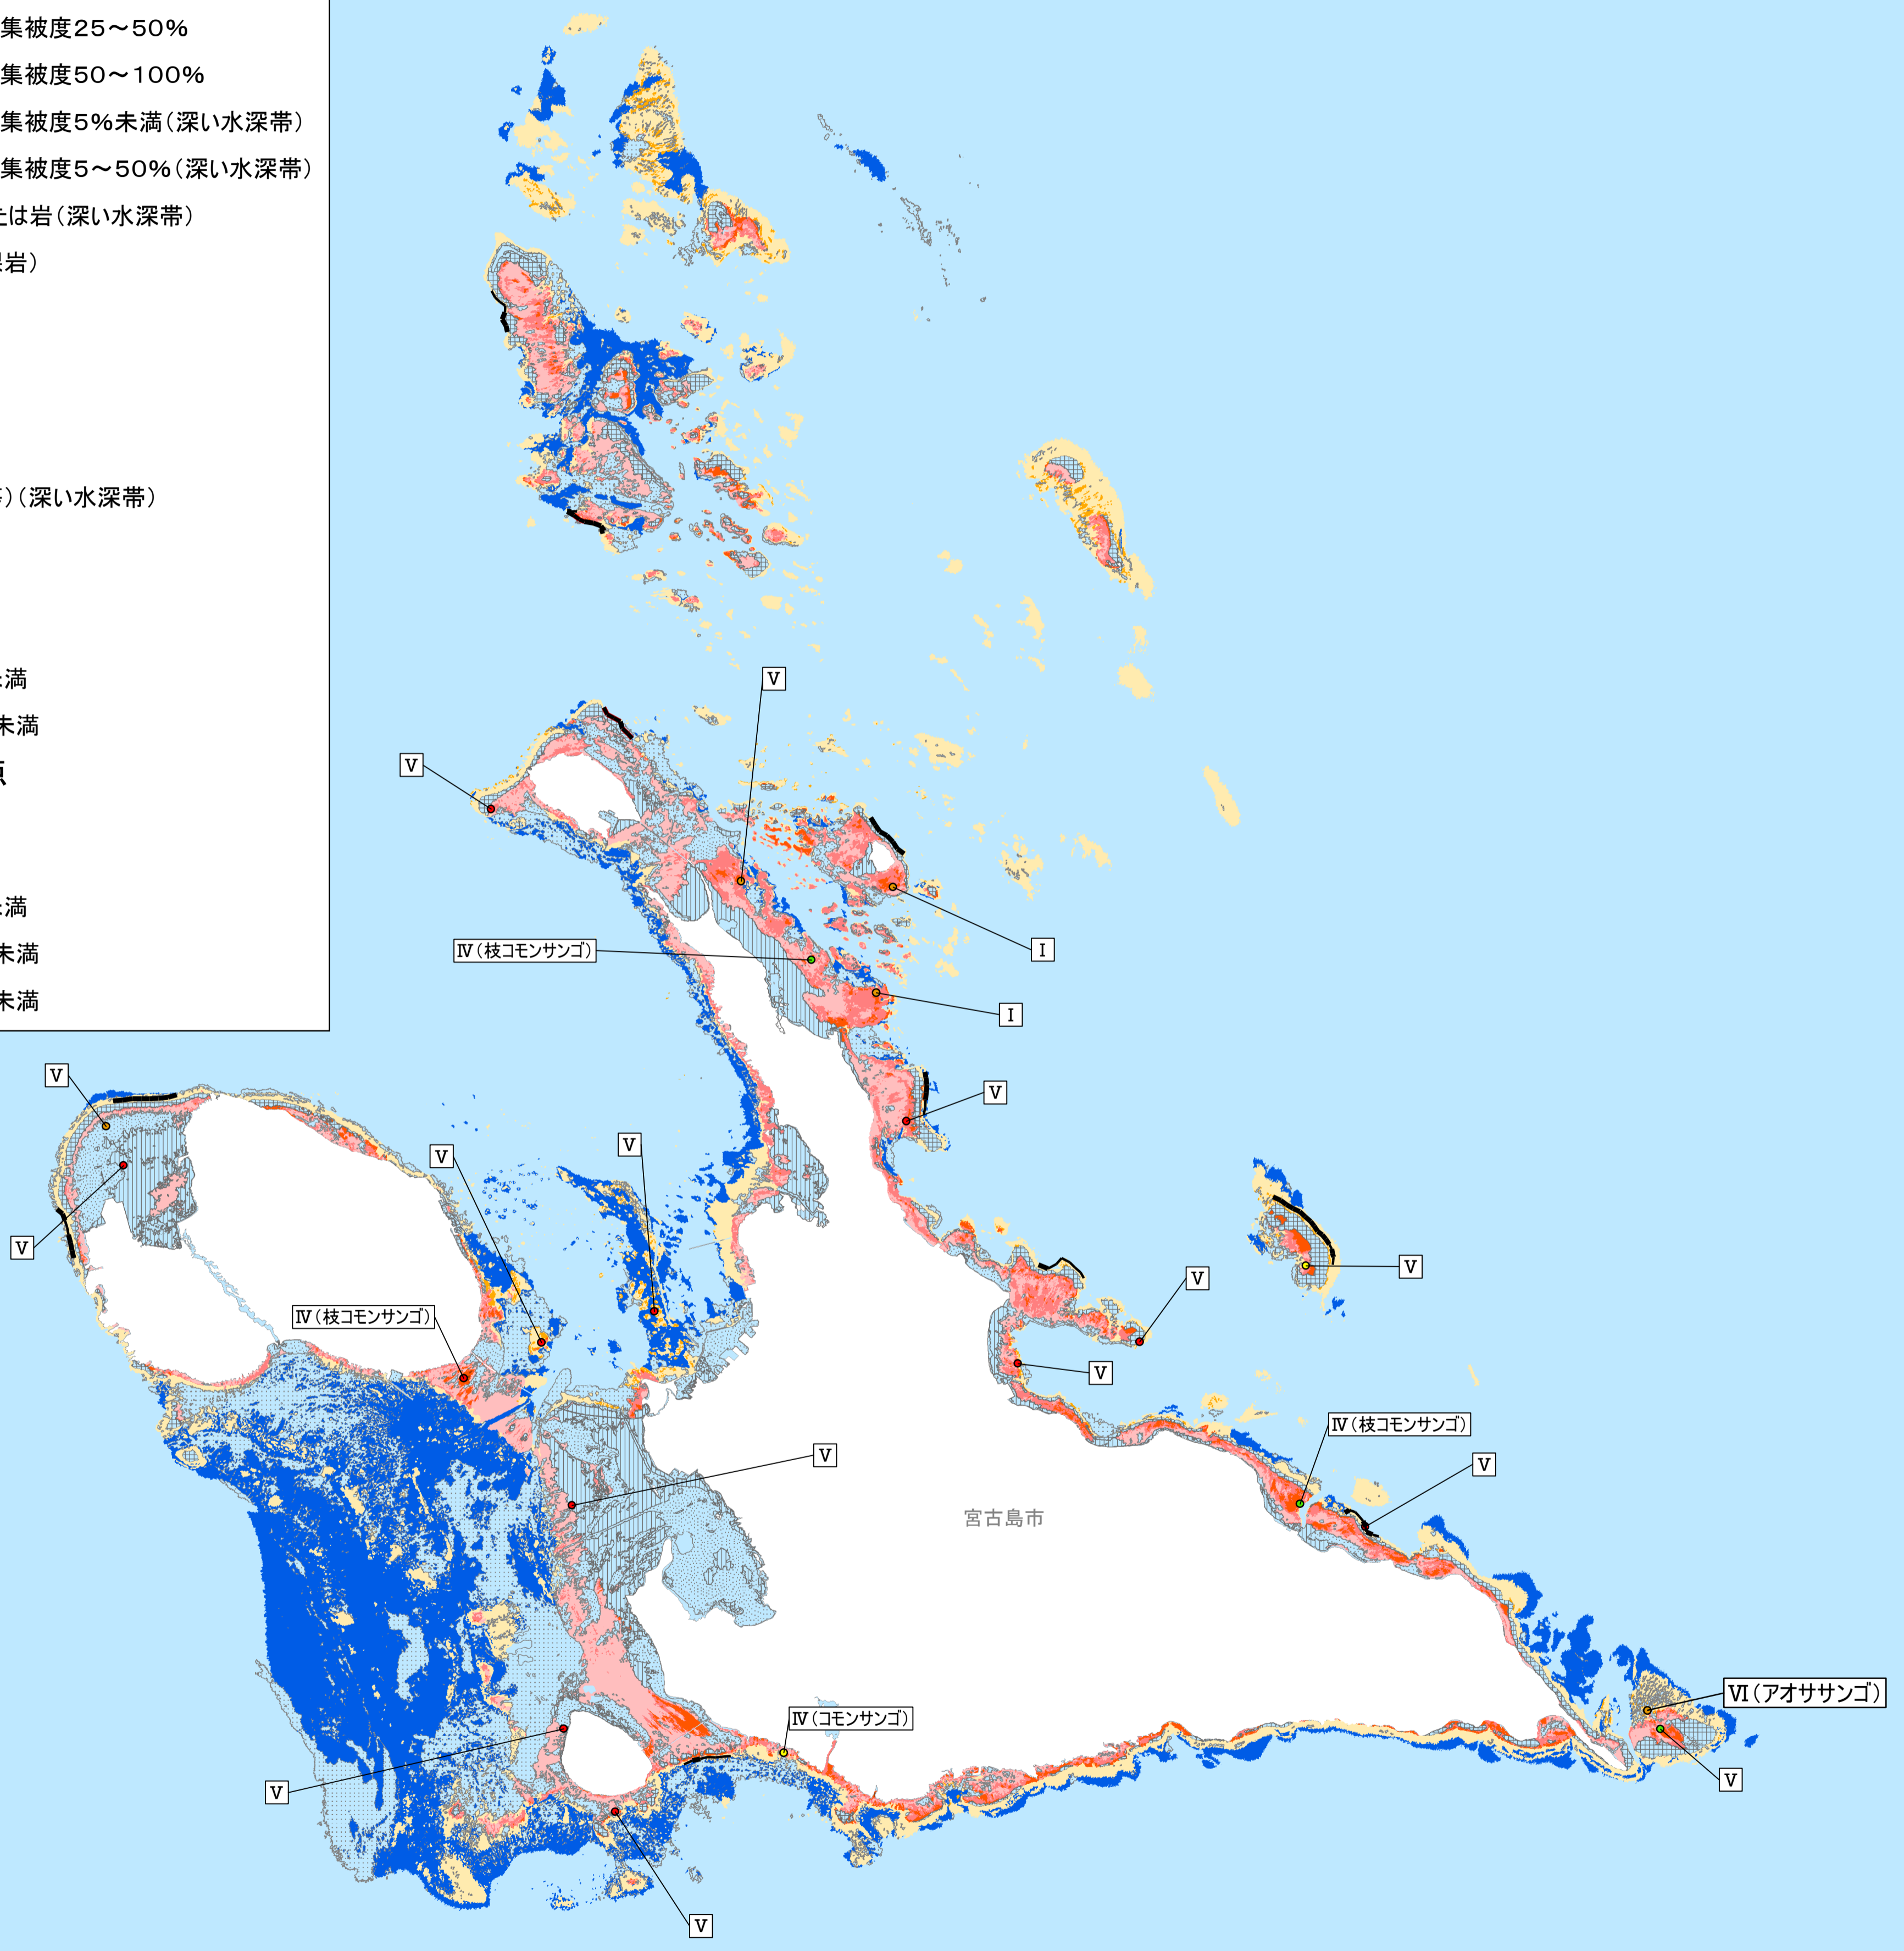 集被度25～50%
集被度50～100%
集被度5%未満(深い水深帯)
集被度5～50%(深い水深帯)
は岩(深い水深帯)
岩)
)(深い水深帯)
満
未満
満
未満
未満
V
V
IV(枝コモンサンゴ)
I
I
V
V
V
V
V
V
V
V
IV(枝コモンサンゴ)
V
IV(枝コモンサンゴ)
V
V
宮古島市
VI(アオサンゴ)
IV(コモンサンゴ)
V
V
V